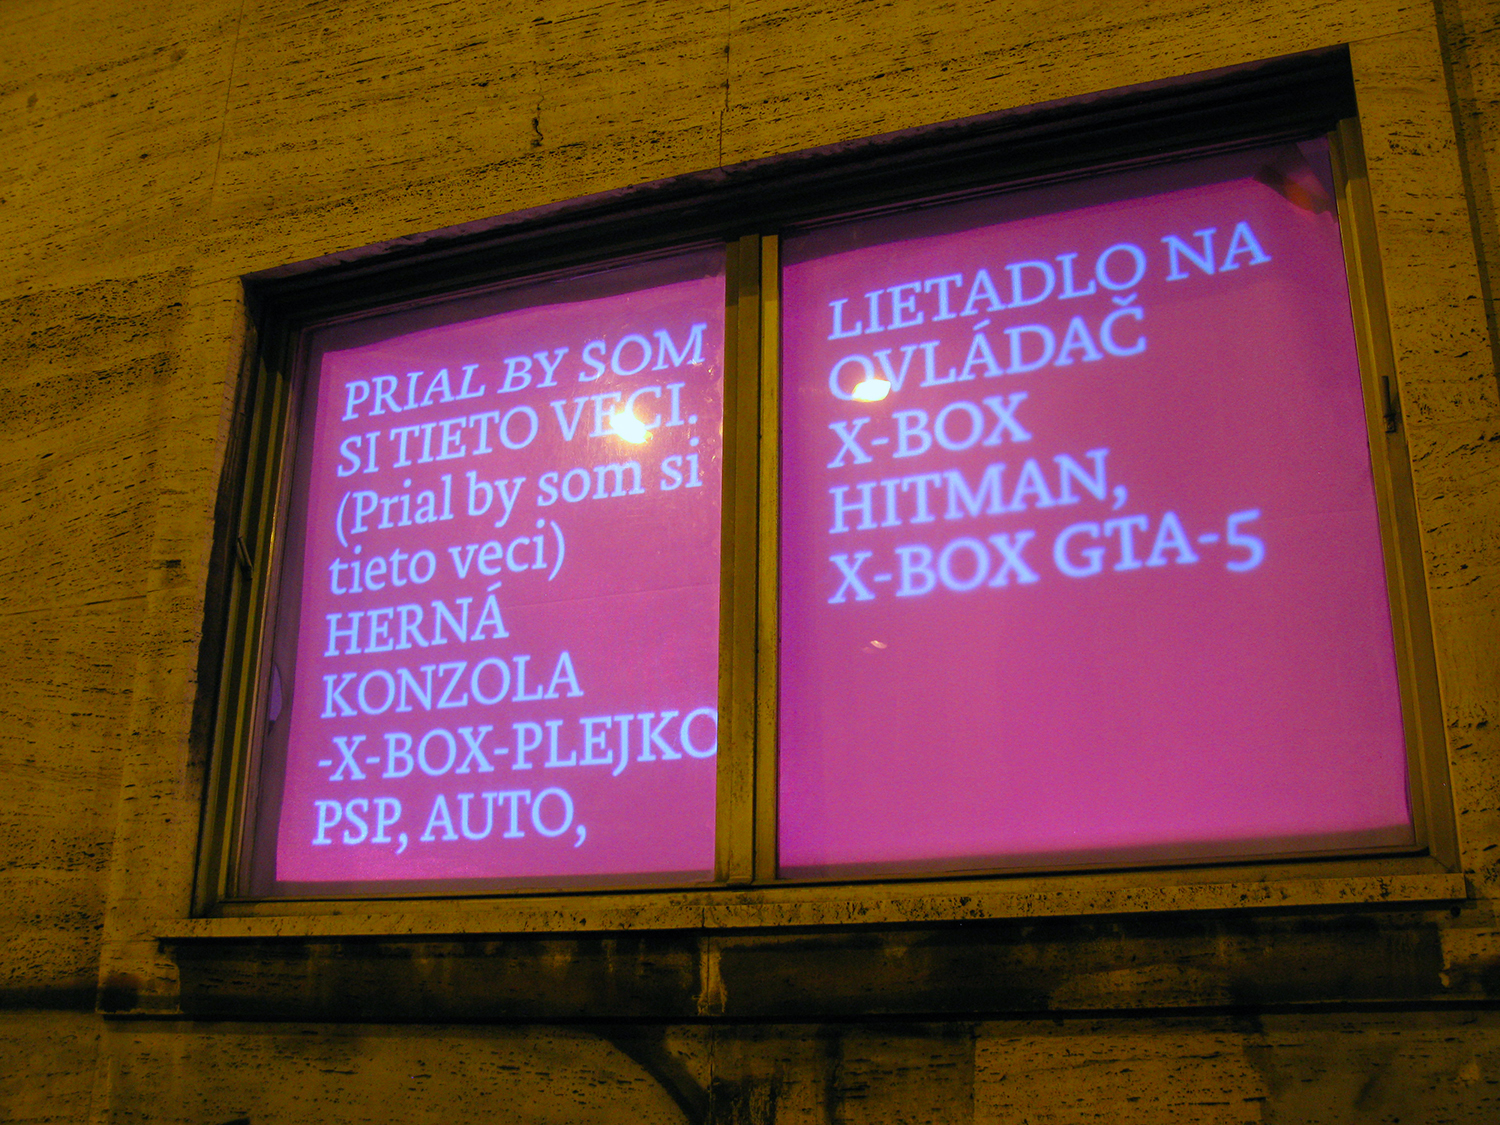 PRIAL BY SOM
SI TIETO VECI.
(Prial by som si
tieto veci)
HERNÁ
KONZOLA
-X-BOX-PLEJKO
PSP, AUTO,
LIETADLO NA
OVLÁDAČ
X-BOX
HITMAN,
X-BOX GTA-5